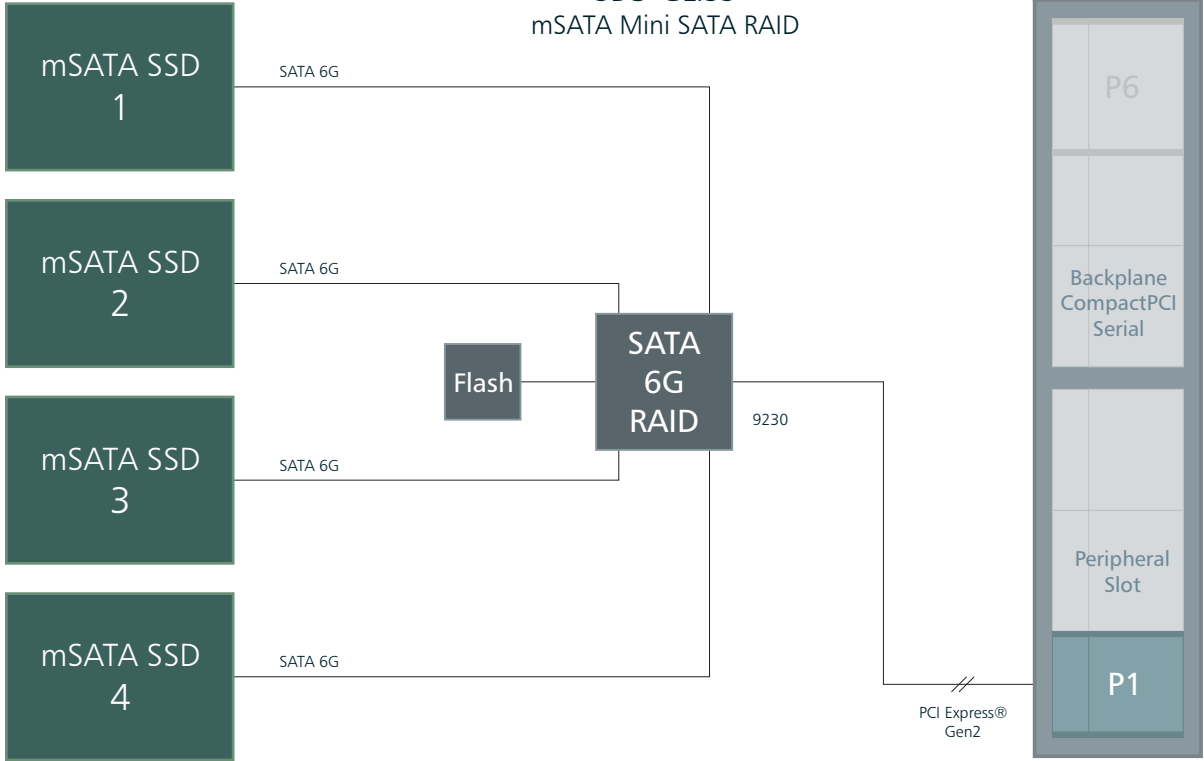 mSATA Mini SATA RAID
mSATA SSD
1
SATA 6G
mSATA SSD
2
SATA 6G
mSATA SSD
3
SATA 6G
mSATA SSD
4
SATA 6G
Flash
SATA
6G
RAID
9230
PCI Express®
Gen2
P6
Backplane
CompactPCI
Serial
Peripheral
Slot
P1